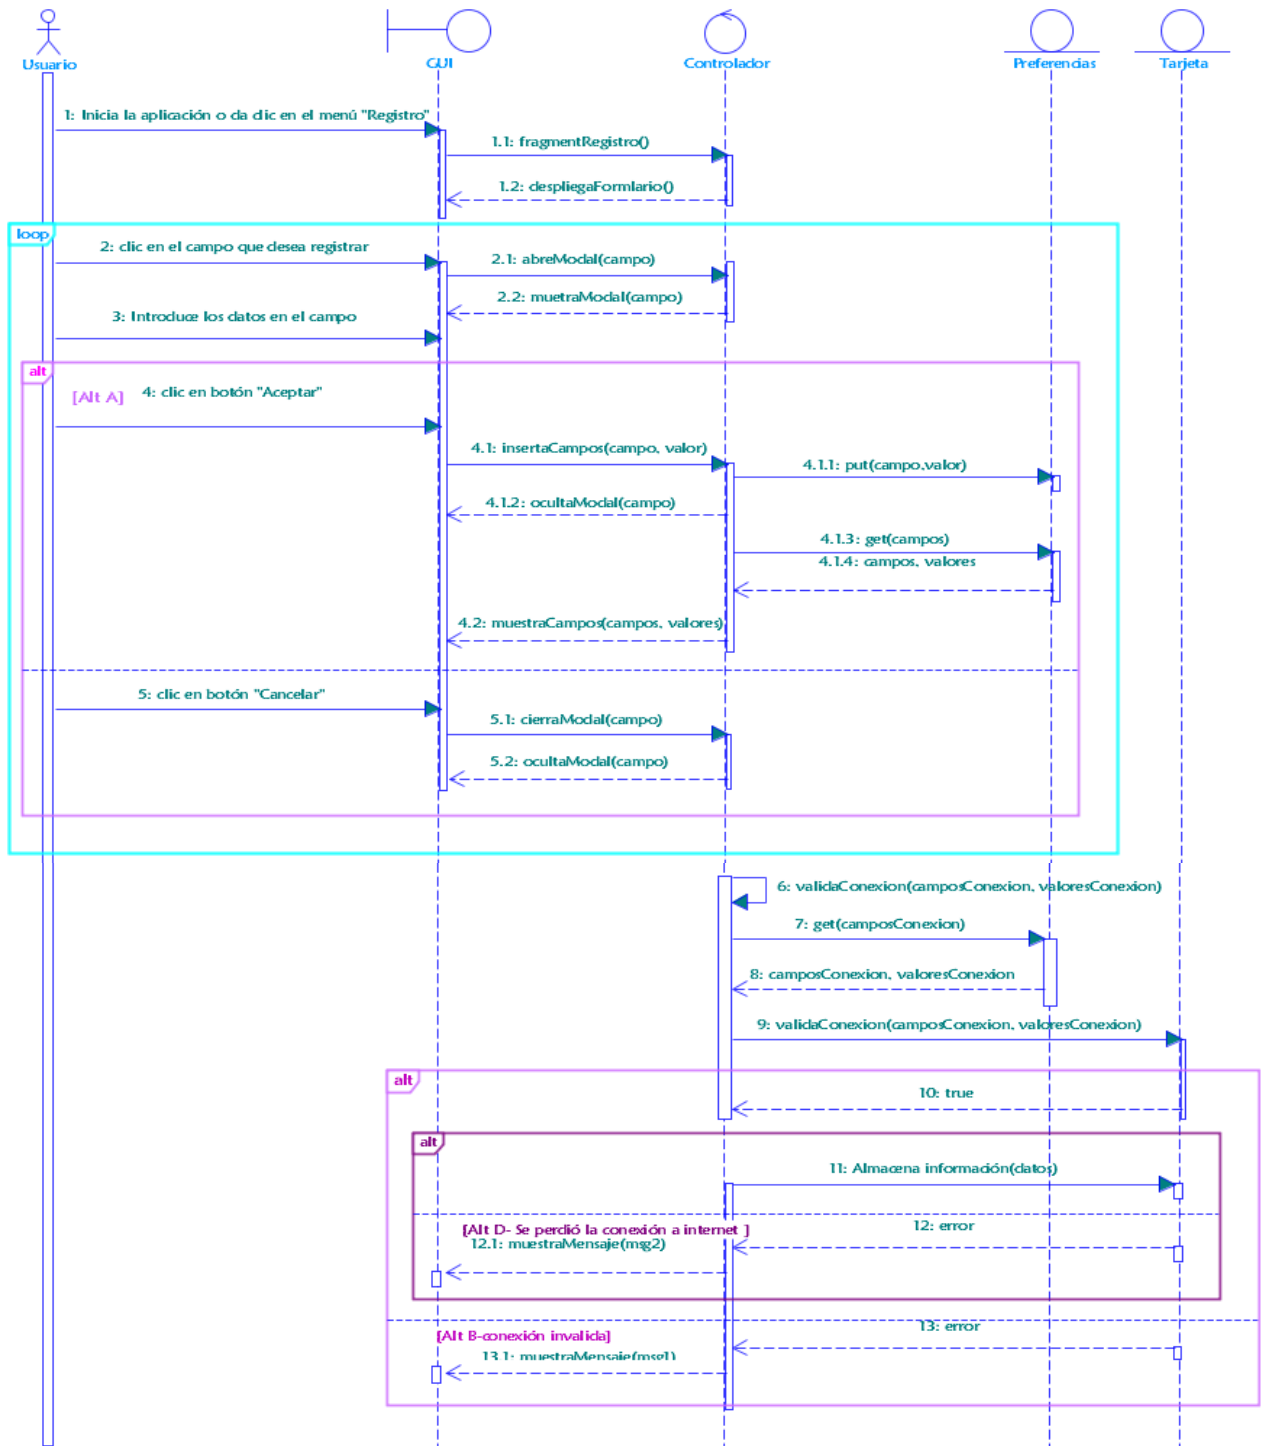 Usuario
GUI
Controlador
Preferencias
Tarjeta
1: Inicia la aplicación o da clic en el menú "Registro"
1.1: fragmentRegistro()
1.2: despliegaFormlario()
loop
2: clic en el campo que desea registrar
2.1: abreModal(campo)
2.2: muetraModal(campo)
3: Introduce los datos en el campo
alt
[Alt A]
4: clic en botón "Aceptar"
4.1: insertaCampos(campo, valor)
4.1.1: put(campo,valor)
4.1.2: ocultaModal(campo)
4.1.3: get(campos)
4.1.4: campos, valores
4.2: muestraCampos(campos, valores)
5: clic en botón "Cancelar"
5.1: cierraModal(campo)
5.2: ocultaModal(campo)
6: validaConexion(camposConexion, valoresConexion)
7: get(camposConexion)
8: camposConexion, valoresConexion
9: validaConexion(camposConexion, valoresConexion)
alt
10: true
alt
11: Almacena información(datos)
[Alt D- Se perdió la conexión a internet ]
12: error
12.1: muestraMensaje(msg2)
13: error
[Alt B-conexión invalida]
13.1: muestraMensaje(msg1)